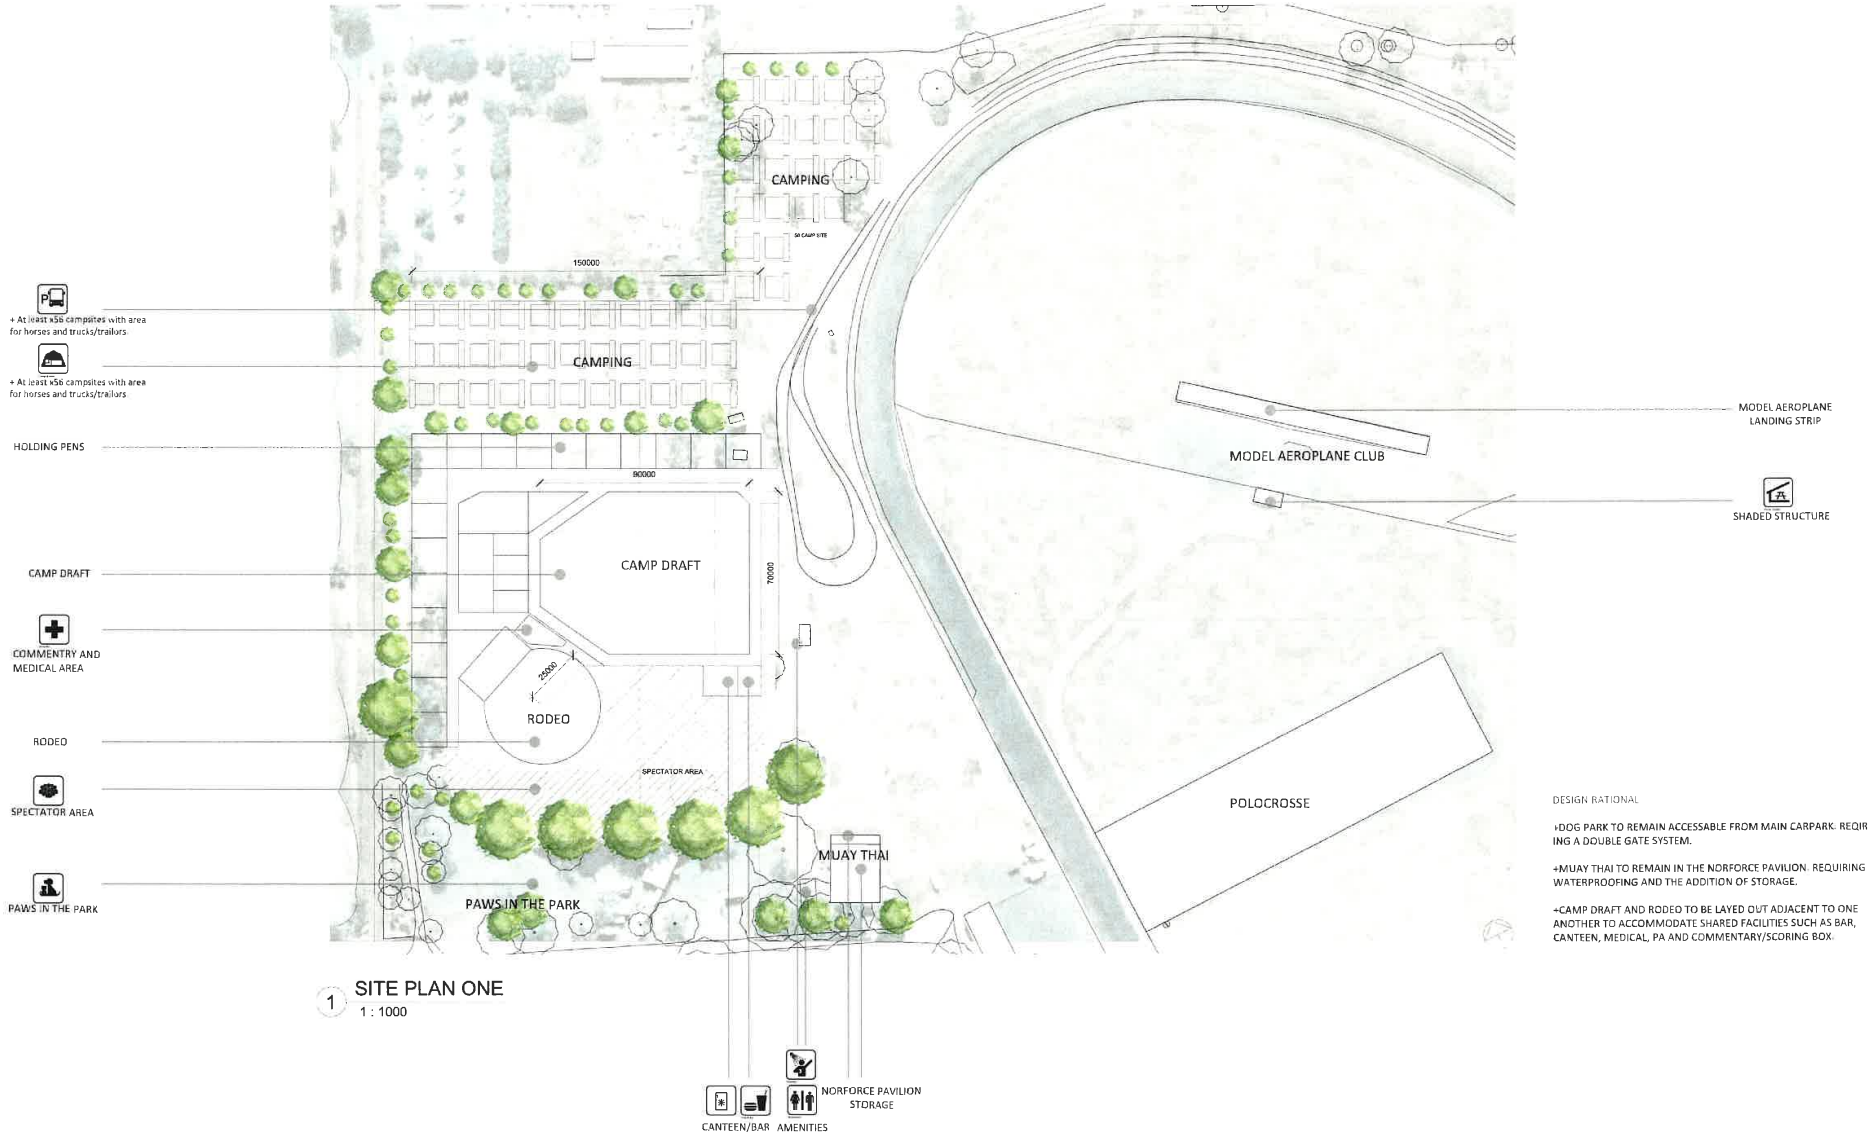 CAMPING
50 CAMP SITE
150000
P
+ At least x56 campsites with area
for horses and trucks/trailors
+ At least x56 campsites with area
for horses and trucks/trailors
CAMPING
MODEL AEROPLANE
LANDING STRIP
HOLDING PENS
MODEL AEROPLANE CLUB
90000
SHADED STRUCTURE
CAMP DRAFT
CAMP DRAFT
70000
COMMENTRY AND
MEDICAL AREA
25000
RODEO
RODEO
SPECTATOR AREA
SPECTATOR AREA
POLOCROSSE
MUAY THAI
PAWS IN THE PARK
PAWS IN THE PARK
DESIGN RATIONAL
+DOG PARK TO REMAIN ACCESSABLE FROM MAIN CARPARK. REQIR
ING A DOUBLE GATE SYSTEM.
+MUAY THAI TO REMAIN IN THE NORFORCE PAVILION. REQUIRING
WATERPROOFING AND THE ADDITION OF STORAGE.
+CAMP DRAFT AND RODEO TO BE LAYED OUT ADJACENT TO ONE
ANOTHER TO ACCOMMODATE SHARED FACILITIES SUCH AS BAR,
CANTEEN, MEDICAL, PA AND COMMENTARY/SCORING BOX.
1
SITE PLAN ONE
1 : 1000
NORFORCE PAVILION
STORAGE
CANTEEN/BAR
AMENITIES